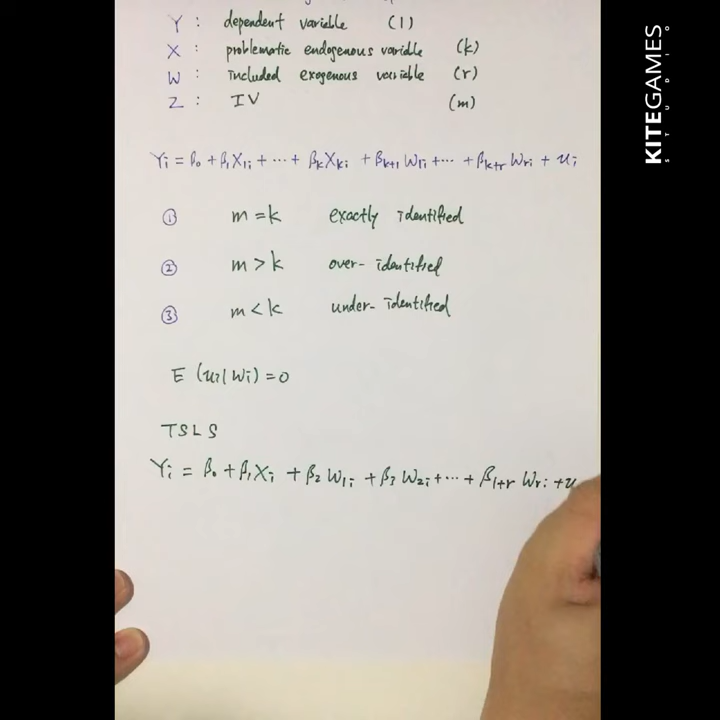 Y : dependent variable (1)
X : problematic endogenous varidble (k)
W : included exogenous variable (r)
Z : IV (m)
Yi = β0 + β1X1i + ... + βkXki + βk+1W1i + ... + βk+rWri + ui
① m = k exactly identified
② m > k over-identified
③ m < k under-identified
E (ui|Wi) = 0
TSLS
Yi = β0 + β1Xi + β2W1i + β3W2i + ... + β1+rWri + u
KITEGAMES
STUDIO